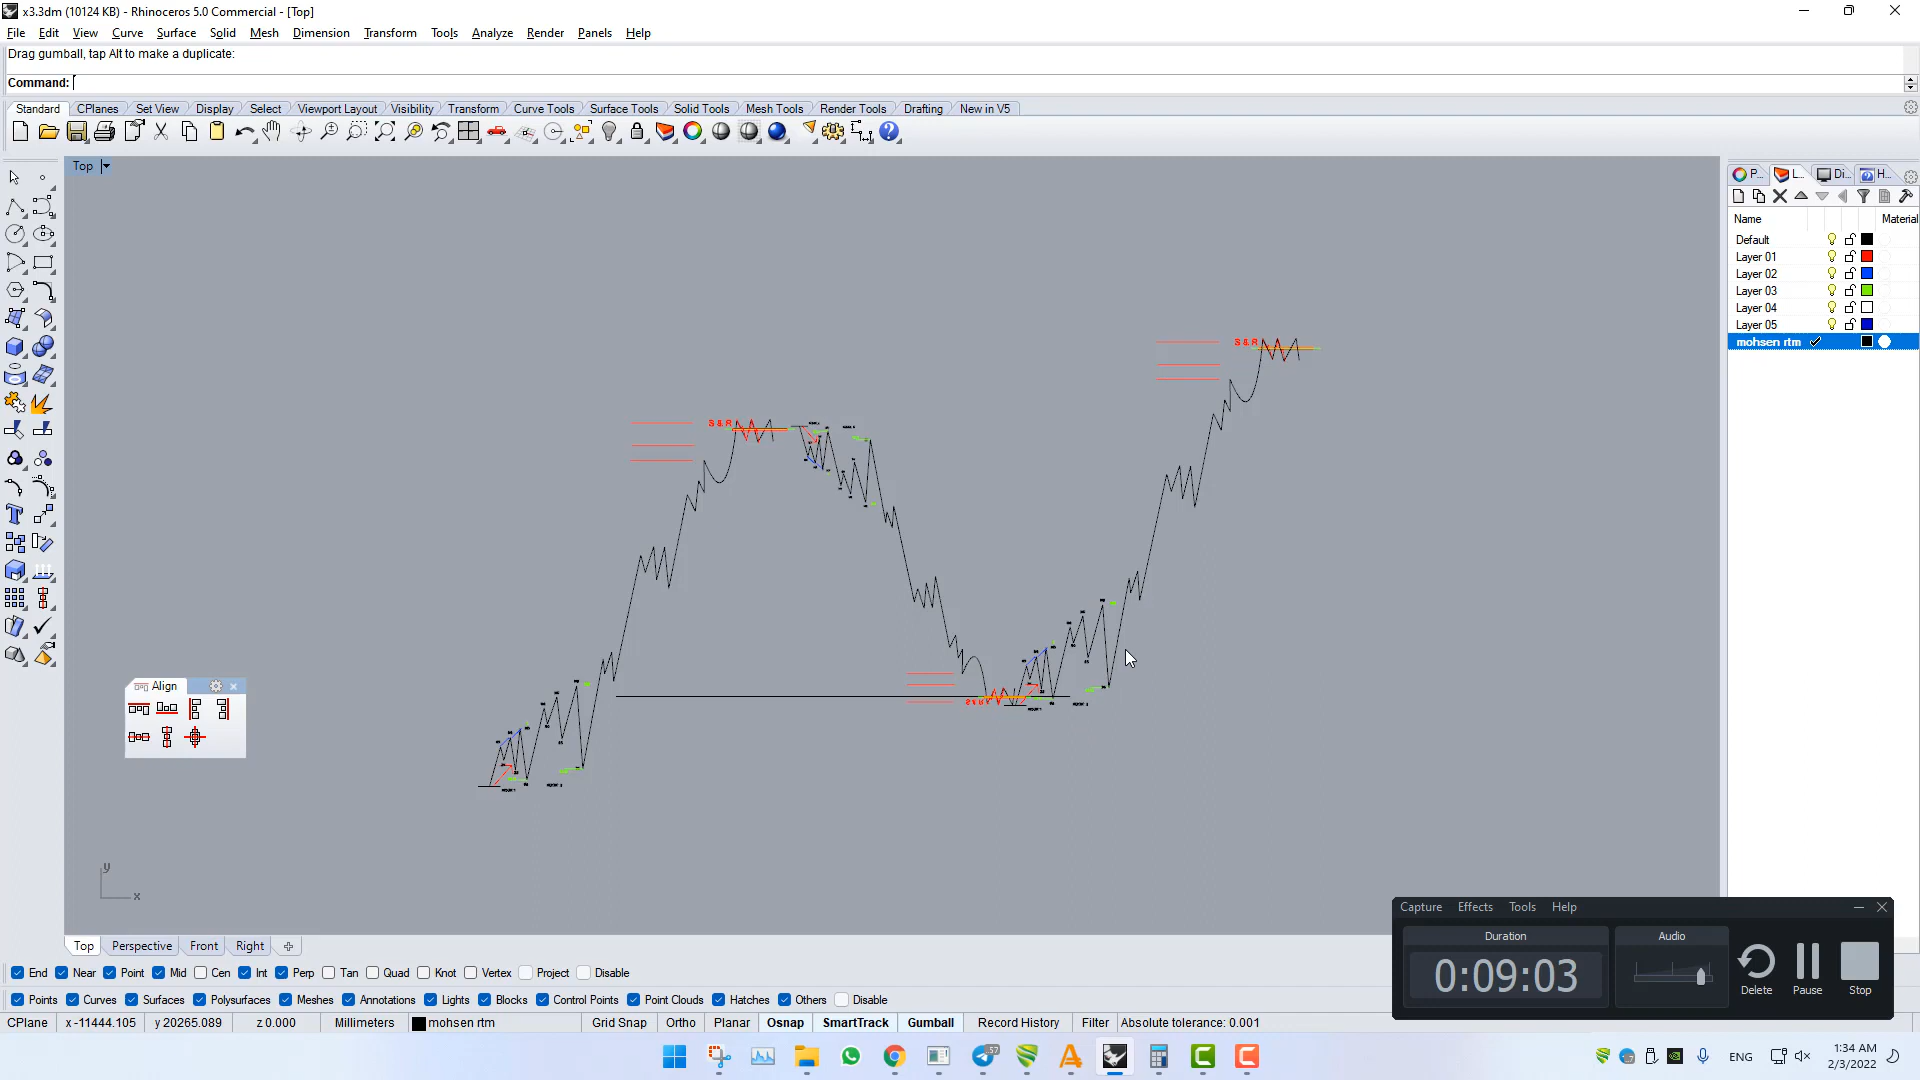 x3.3dm (10124 KB) - Rhinoceros 5.0 Commercial - [Top]
File Edit View Curve Surface Solid Mesh Dimension Transform Tools Analyze Render Panels Help
Drag gumball, tap Alt to make a duplicate:
Command:
Standard CPlanes Set View Display Select Viewport Layout Visibility Transform Curve Tools Surface Tools Solid Tools Mesh Tools Render Tools Drafting New in V5
Top
P... L... Di... H...
Name Material
Default
Layer 01
Layer 02
Layer 03
Layer 04
Layer 05
mohsen rtm
S & R
S & R
Align
y
x
Top Perspective Front Right
End Near Point Mid Cen Int Perp Tan Quad Knot Vertex Project Disable
Points Curves Surfaces Polysurfaces Meshes Annotations Lights Blocks Control Points Point Clouds Hatches Others Disable
CPlane x -11444.105 y 20265.089 z 0.000 Millimeters mohsen rtm Grid Snap Ortho Planar Osnap SmartTrack Gumball Record History Filter Absolute tolerance: 0.001
Capture Effects Tools Help
Duration Audio
0:09:03
Delete Pause Stop
ENG
1:34 AM
2/3/2022